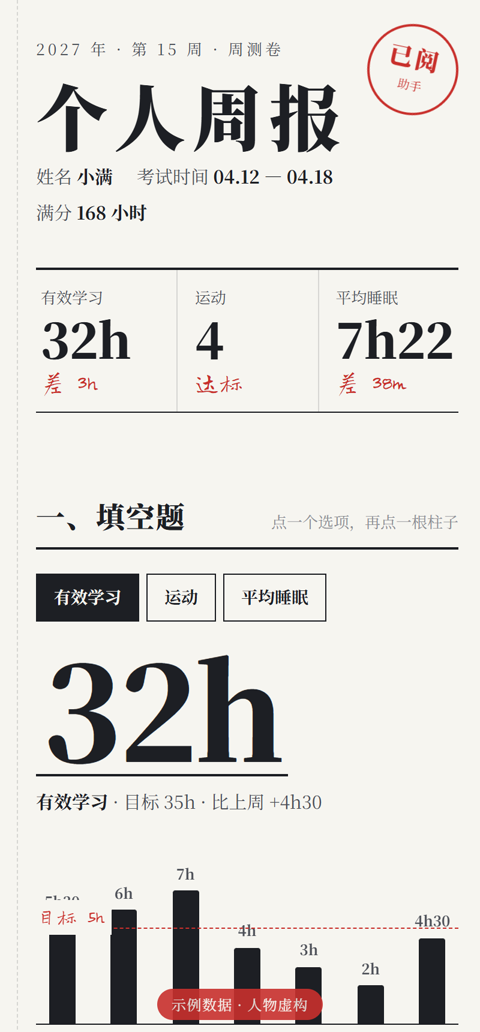 2027 年 · 第 15 周 · 周测卷
已阅
助手
个人周报
姓名 小满 考试时间 04.12 — 04.18
满分 168 小时
有效学习 运动 平均睡眠
32h 4 7h22
差 3h 达标 差 38m
一、填空题 点一个选项，再点一根柱子
有效学习 运动 平均睡眠
32h
有效学习 · 目标 35h · 比上周 +4h30
7h
6h
目标 5h
4h30
4h
3h
2h
示例数据 · 人物虚构